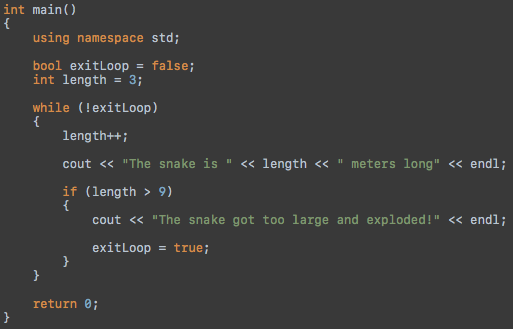 int main()
{
    using namespace std;

    bool exitLoop = false;
    int length = 3;

    while (!exitLoop)
    {
        length++;

        cout << "The snake is " << length << " meters long" << endl;

        if (length > 9)
        {
            cout << "The snake got too large and exploded!" << endl;

            exitLoop = true;
        }
    }

    return 0;
}